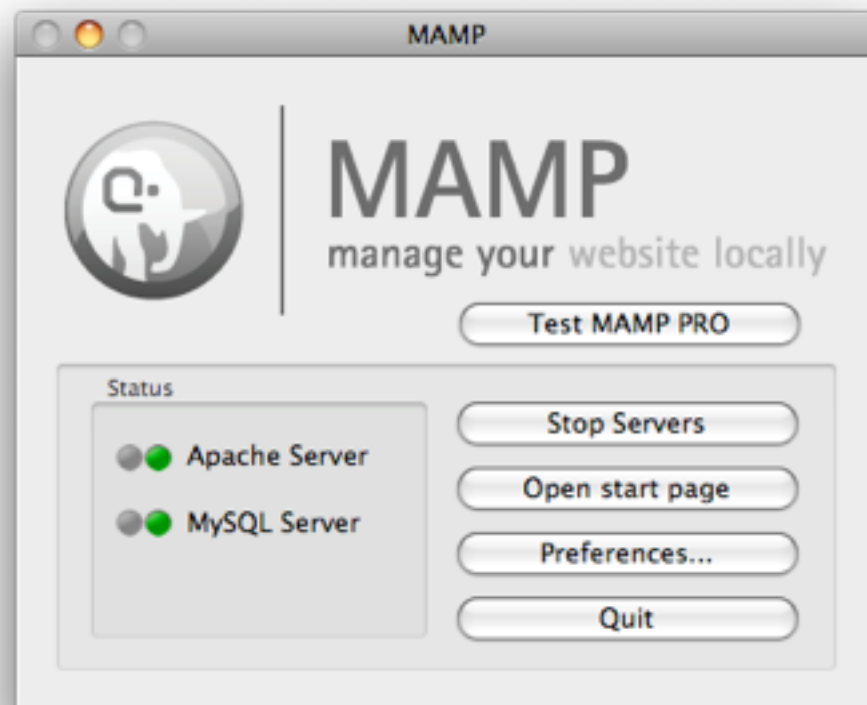 MAMP
MAMP
manage your website locally
Test MAMP PRO
Status
Apache Server
MySQL Server
Stop Servers
Open start page
Preferences...
Quit